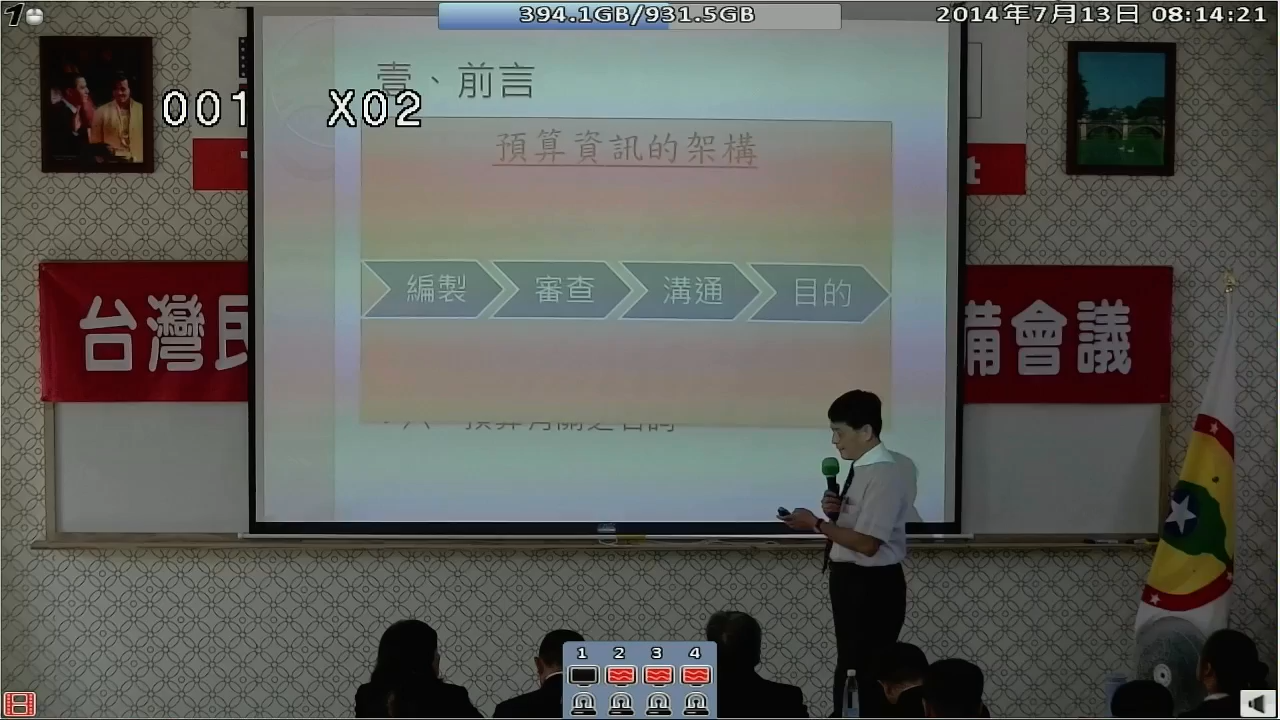 1
394.1GB/931.5GB
2014年7月13日 08:14:21
001 X02
壹、前言
預算資訊的架構
t
編製 審查 溝通 目的
台灣民
備會議
1 2 3 4